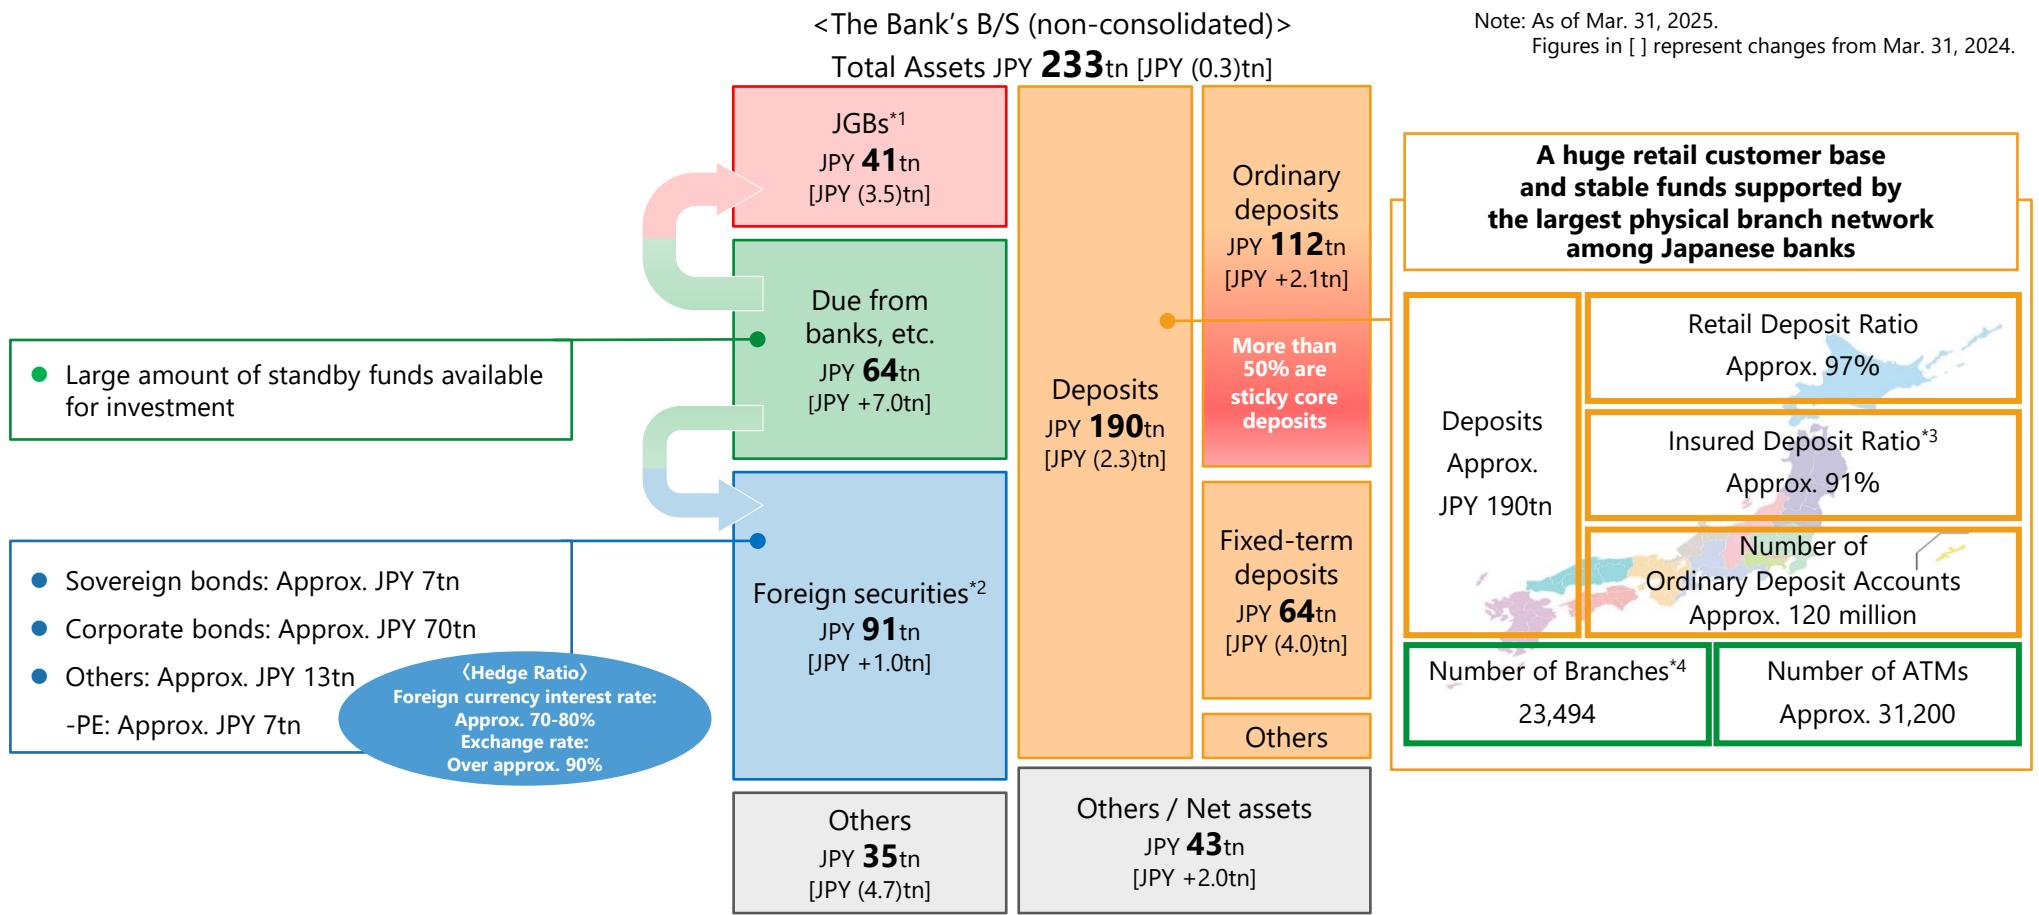 <The Bank's B/S (non-consolidated)>
Total Assets JPY 233tn [JPY (0.3)tn]
Note: As of Mar. 31, 2025.
Figures in [ ] represent changes from Mar. 31, 2024.
JGBs*1
JPY 41tn
[JPY (3.5)tn]
Due from
banks, etc.
JPY 64tn
[JPY +7.0tn]
Large amount of standby funds available
for investment
Foreign securities*2
JPY 91tn
[JPY +1.0tn]
● Sovereign bonds: Approx. JPY 7tn
● Corporate bonds: Approx. JPY 70tn
● Others: Approx. JPY 13tn
-PE: Approx. JPY 7tn
〈Hedge Ratio〉
Foreign currency interest rate:
Approx. 70-80%
Exchange rate:
Over approx. 90%
Others
JPY 35tn
[JPY (4.7)tn]
Deposits
JPY 190tn
[JPY (2.3)tn]
Ordinary
deposits
JPY 112tn
[JPY +2.1tn]
More than
50% are
sticky core
deposits
Fixed-term
deposits
JPY 64tn
[JPY (4.0)tn]
Others
Others / Net assets
JPY 43tn
[JPY +2.0tn]
A huge retail customer base
and stable funds supported by
the largest physical branch network
among Japanese banks
Deposits
Approx.
JPY 190tn
Retail Deposit Ratio
Approx. 97%
Insured Deposit Ratio*3
Approx. 91%
Number of
Ordinary Deposit Accounts
Approx. 120 million
Number of Branches*4
23,494
Number of ATMs
Approx. 31,200